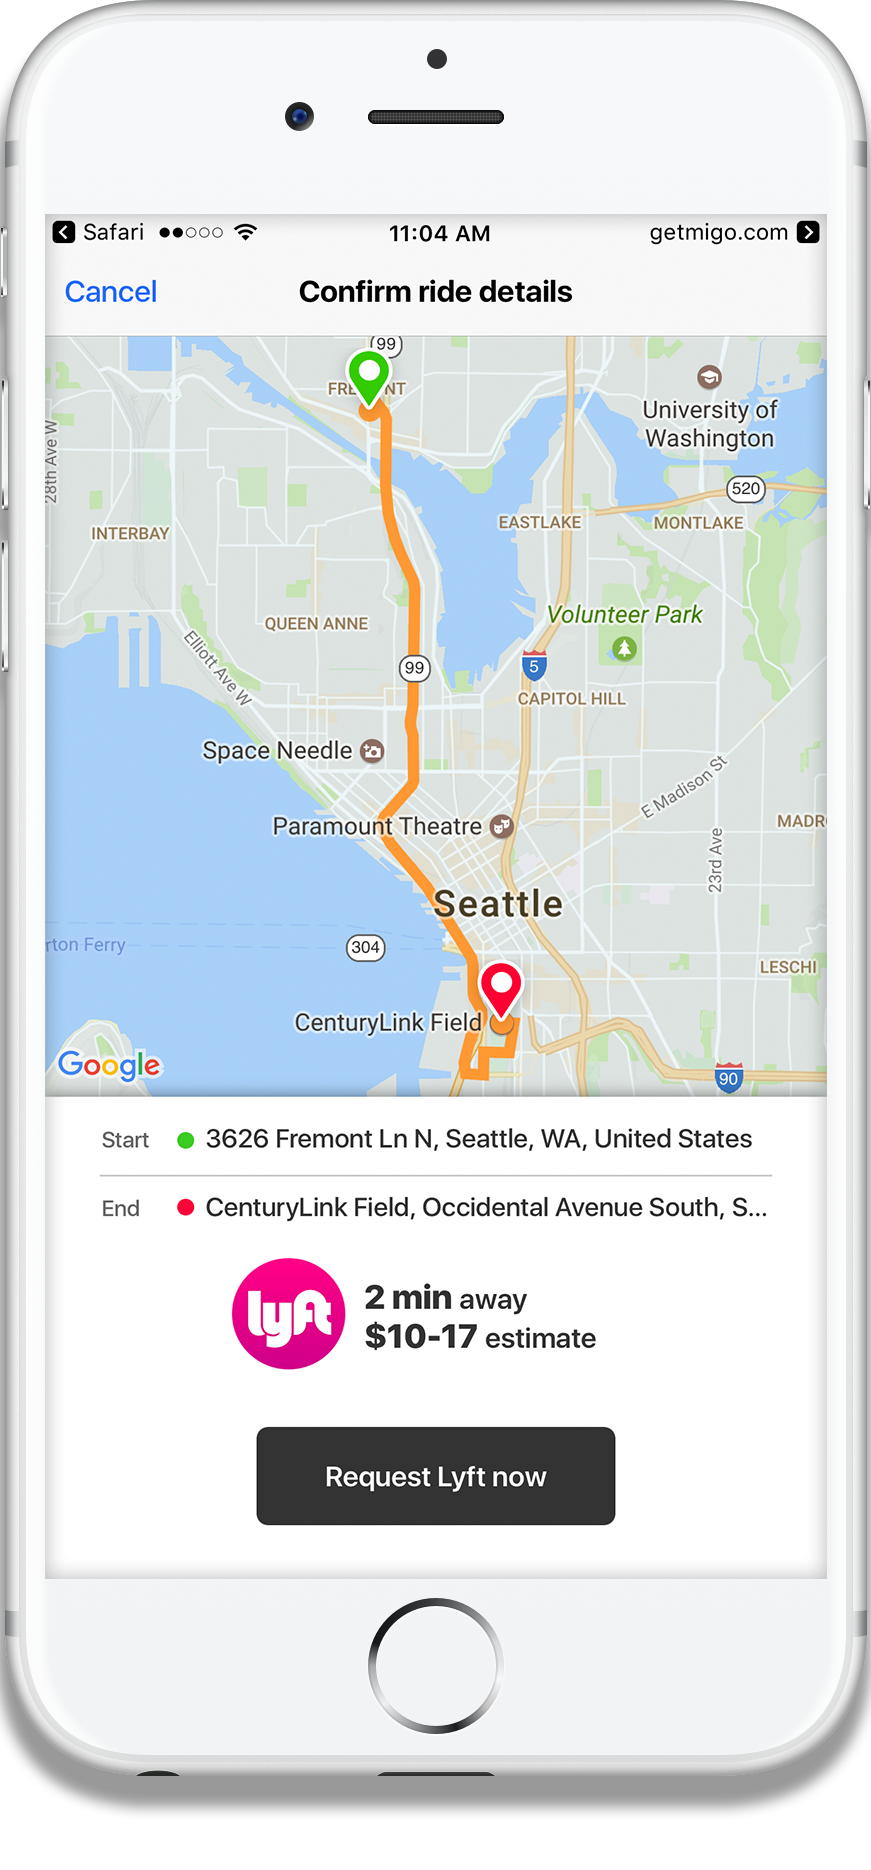 Safari 11:04 AM getmigo.com
Cancel Confirm ride details
99
FREMONT
University of
Washington
28th Ave W
520
EASTLAKE MONTLAKE
INTERBAY
Volunteer Park
QUEEN ANNE
Elliott Ave W
99
5
CAPITOL HILL
Space Needle
E Madison St
Paramount Theatre
MADR
23rd Ave
Seattle
rton Ferry
304
LESCHI
CenturyLink Field
Google
90
Start 3626 Fremont Ln N, Seattle, WA, United States
End CenturyLink Field, Occidental Avenue South, S...
lyft
2 min away
$10-17 estimate
Request Lyft now